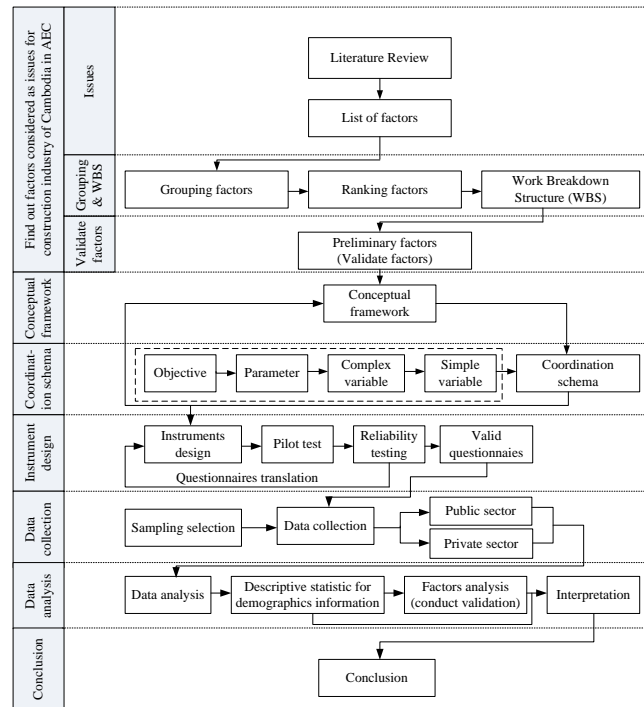 Find out factors considered as issues for
construction industry of Cambodia in AEC
Issues
Literature Review
List of factors
Grouping
& WBS
Grouping factors
Ranking factors
Work Breakdown
Structure (WBS)
Validate
factors
Preliminary factors
(Validate factors)
Conceptual
framework
Conceptual
framework
Coordinat-
ion schema
Objective
Parameter
Complex
variable
Simple
variable
Coordination
schema
Instrument
design
Instruments
design
Pilot test
Reliability
testing
Valid
questionnaies
Questionnaires translation
Data
collection
Sampling selection
Data collection
Public sector
Private sector
Data
analysis
Data analysis
Descriptive statistic for
demographics information
Factors analysis
(conduct validation)
Interpretation
Conclusion
Conclusion